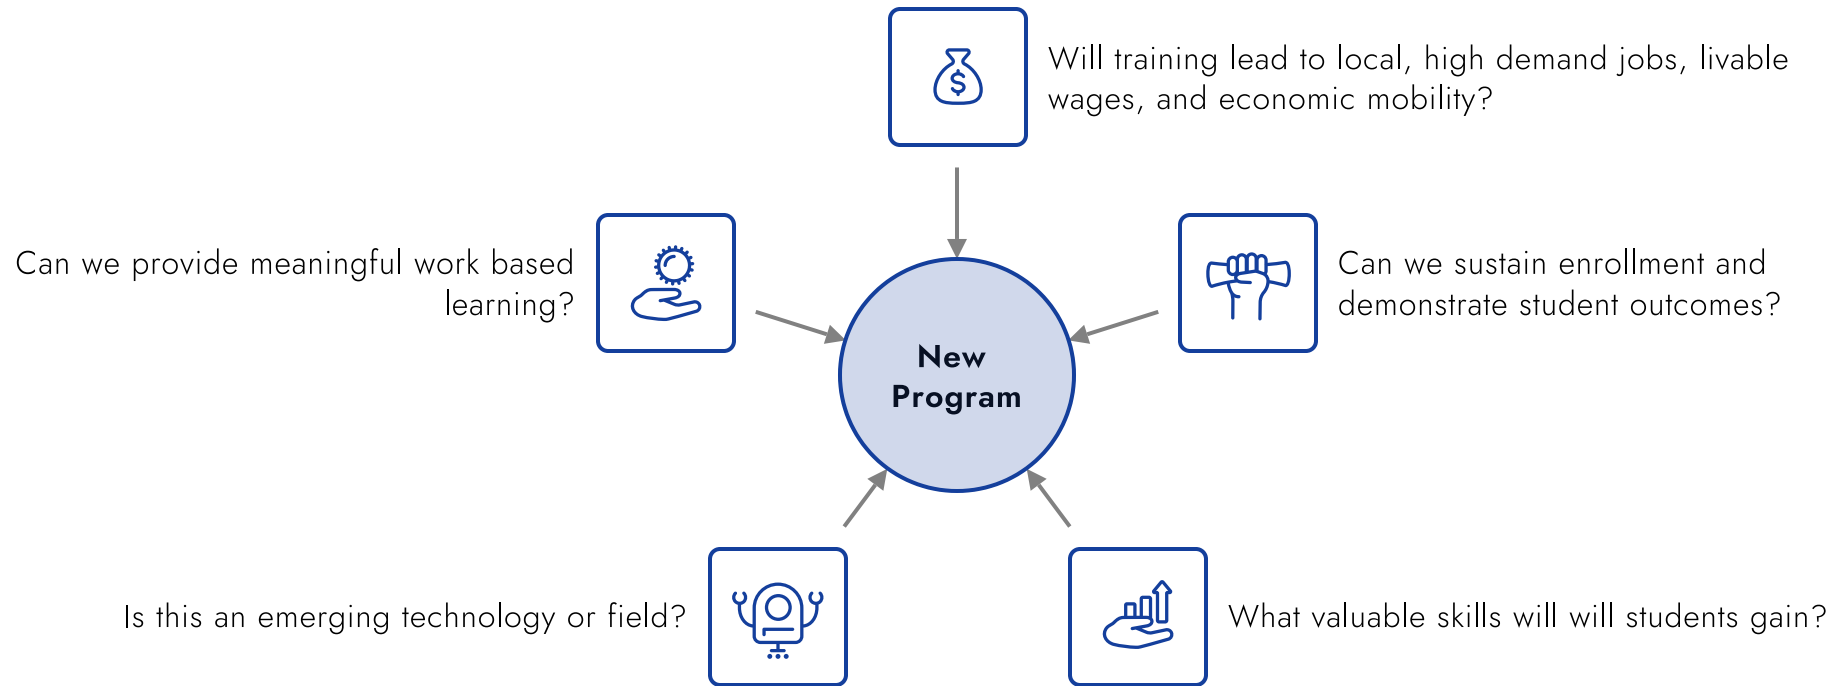 Will training lead to local, high demand jobs, livable
wages, and economic mobility?
Can we provide meaningful work based
learning?
Can we sustain enrollment and
demonstrate student outcomes?
New
Program
Is this an emerging technology or field?
What valuable skills will will students gain?